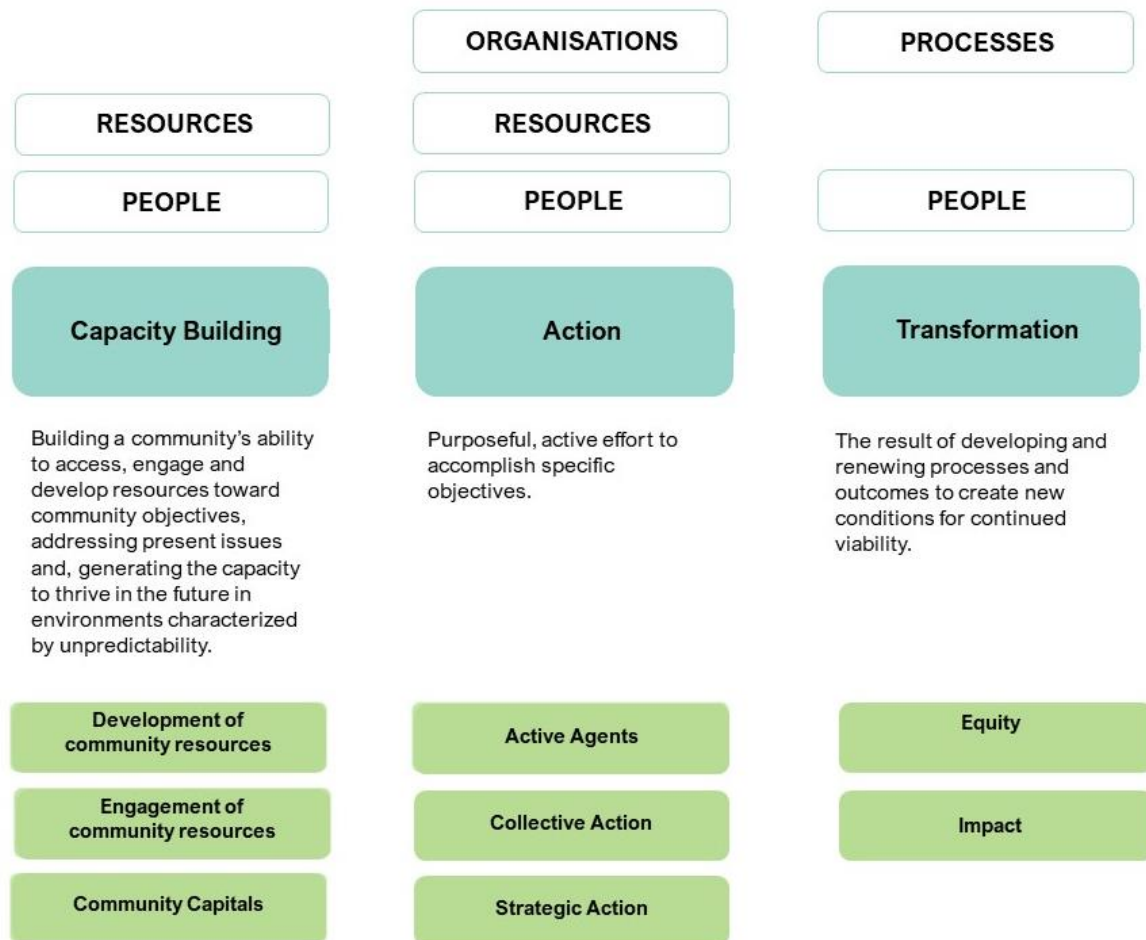 ORGANISATIONS
PROCESSES
RESOURCES
RESOURCES
PEOPLE
PEOPLE
PEOPLE
Capacity Building
Action
Transformation
Building a community’s ability
to access, engage and
develop resources toward
community objectives,
addressing present issues
and, generating the capacity
to thrive in the future in
environments characterized
by unpredictability.
Purposeful, active effort to
accomplish specific
objectives.
The result of developing and
renewing processes and
outcomes to create new
conditions for continued
viability.
Development of
community resources
Active Agents
Equity
Engagement of
community resources
Collective Action
Impact
Community Capitals
Strategic Action